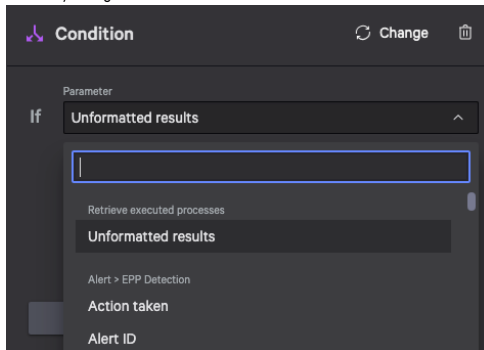 Condition
Change
Parameter
If
Unformatted results
Retrieve executed processes
Unformatted results
Alert > EPP Detection
Action taken
Alert ID